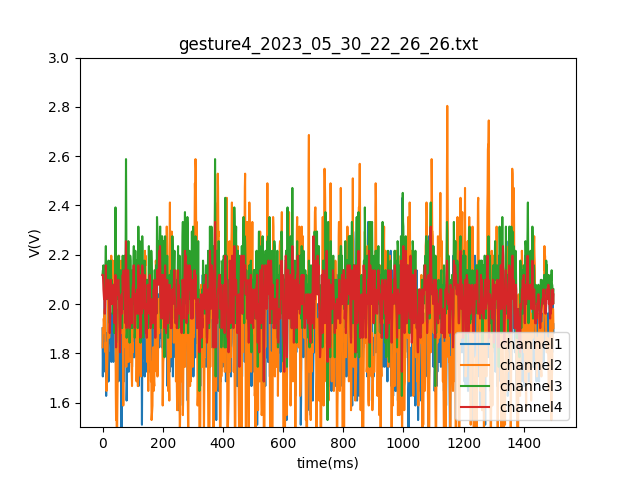 gesture4_2023_05_30_22_26_26.txt
3.0
2.8
2.6
2.4
2.2
2.0
1.8
1.6
V(V)
channel1
channel2
channel3
channel4
0 200 400 600 800 1000 1200 1400
time(ms)